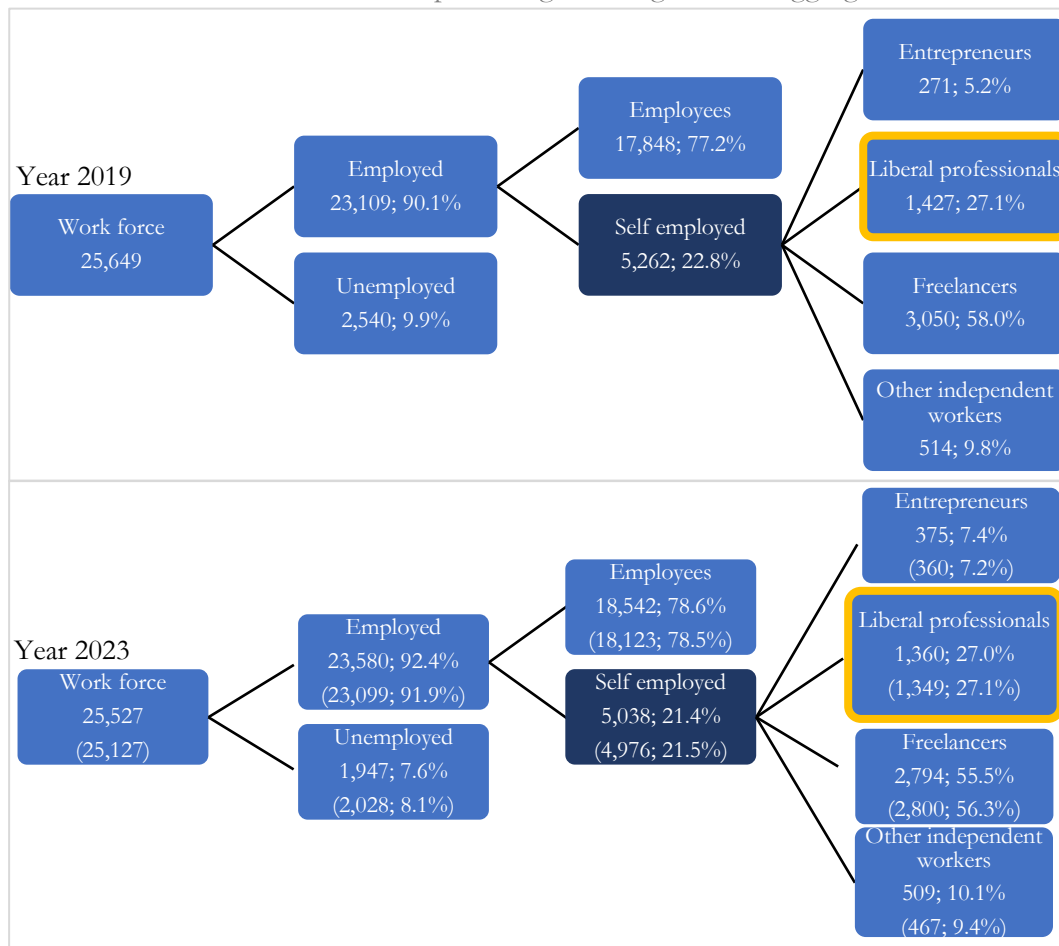 Year 2019
Work force
25,649
Employed
23,109; 90.1%
Unemployed
2,540; 9.9%
Employees
17,848; 77.2%
Self employed
5,262; 22.8%
Entrepreneurs
271; 5.2%
Liberal professionals
1,427; 27.1%
Freelancers
3,050; 58.0%
Other independent
workers
514; 9.8%
Year 2023
Work force
25,527
(25,127)
Employed
23,580; 92.4%
(23,099; 91.9%)
Unemployed
1,947; 7.6%
(2,028; 8.1%)
Employees
18,542; 78.6%
(18,123; 78.5%)
Self employed
5,038; 21.4%
(4,976; 21.5%)
Entrepreneurs
375; 7.4%
(360; 7.2%)
Liberal professionals
1,360; 27.0%
(1,349; 27.1%)
Freelancers
2,794; 55.5%
(2,800; 56.3%)
Other independent
workers
509; 10.1%
(467; 9.4%)